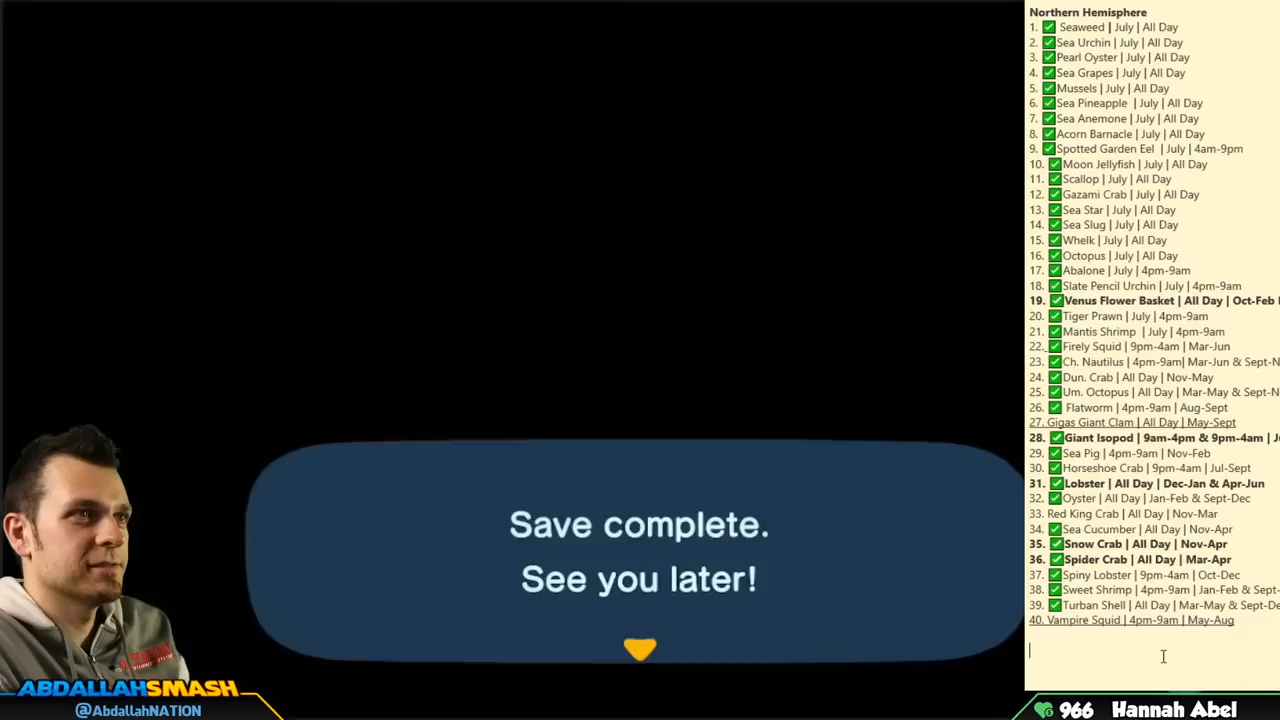 Northern Hemisphere
1. ✅ Seaweed | July | All Day
2. ✅Sea Urchin | July | All Day
3. ✅Pearl Oyster | July | All Day
4. ✅Sea Grapes | July | All Day
5. ✅Mussels | July | All Day
6. ✅Sea Pineapple | July | All Day
7. ✅Sea Anemone | July | All Day
8. ✅Acorn Barnacle | July | All Day
9. ✅Spotted Garden Eel | July | 4am-9pm
10. ✅Moon Jellyfish | July | All Day
11. ✅Scallop | July | All Day
12. ✅Gazami Crab | July | All Day
13. ✅Sea Star | July | All Day
14. ✅Sea Slug | July | All Day
15. ✅Whelk | July | All Day
16. ✅Octopus | July | All Day
17. ✅Abalone | July | 4pm-9am
18. ✅Slate Pencil Urchin | July | 4pm-9am
19. ✅Venus Flower Basket | All Day | Oct-Feb
20. ✅Tiger Prawn | July | 4pm-9am
21. ✅Mantis Shrimp | July | 4pm-9am
22. ✅Firely Squid | 9pm-4am | Mar-Jun
23. ✅Ch. Nautilus | 4pm-9am| Mar-Jun & Sept-N
24. ✅Dun. Crab | All Day | Nov-May
25. ✅Um. Octopus | All Day | Mar-May & Sept-N
26. ✅ Flatworm | 4pm-9am | Aug-Sept
27. Gigas Giant Clam | All Day | May-Sept
28. ✅Giant Isopod | 9am-4pm & 9pm-4am | J
29. ✅Sea Pig | 4pm-9am | Nov-Feb
30. ✅Horseshoe Crab | 9pm-4am | Jul-Sept
31. ✅Lobster | All Day | Dec-Jan & Apr-Jun
32. ✅Oyster | All Day | Jan-Feb & Sept-Dec
33. Red King Crab | All Day | Nov-Mar
34. ✅Sea Cucumber | All Day | Nov-Apr
35. ✅Snow Crab | All Day | Nov-Apr
36. ✅Spider Crab | All Day | Mar-Apr
37. ✅Spiny Lobster | 9pm-4am | Oct-Dec
38. ✅Sweet Shrimp | 4pm-9am | Jan-Feb & Sept-
39. ✅Turban Shell | All Day | Mar-May & Sept-De
40. Vampire Squid | 4pm-9am | May-Aug
Save complete.
See you later!
ABDALLAHSMASH
@AbdallahNATION
966 Hannah Abel